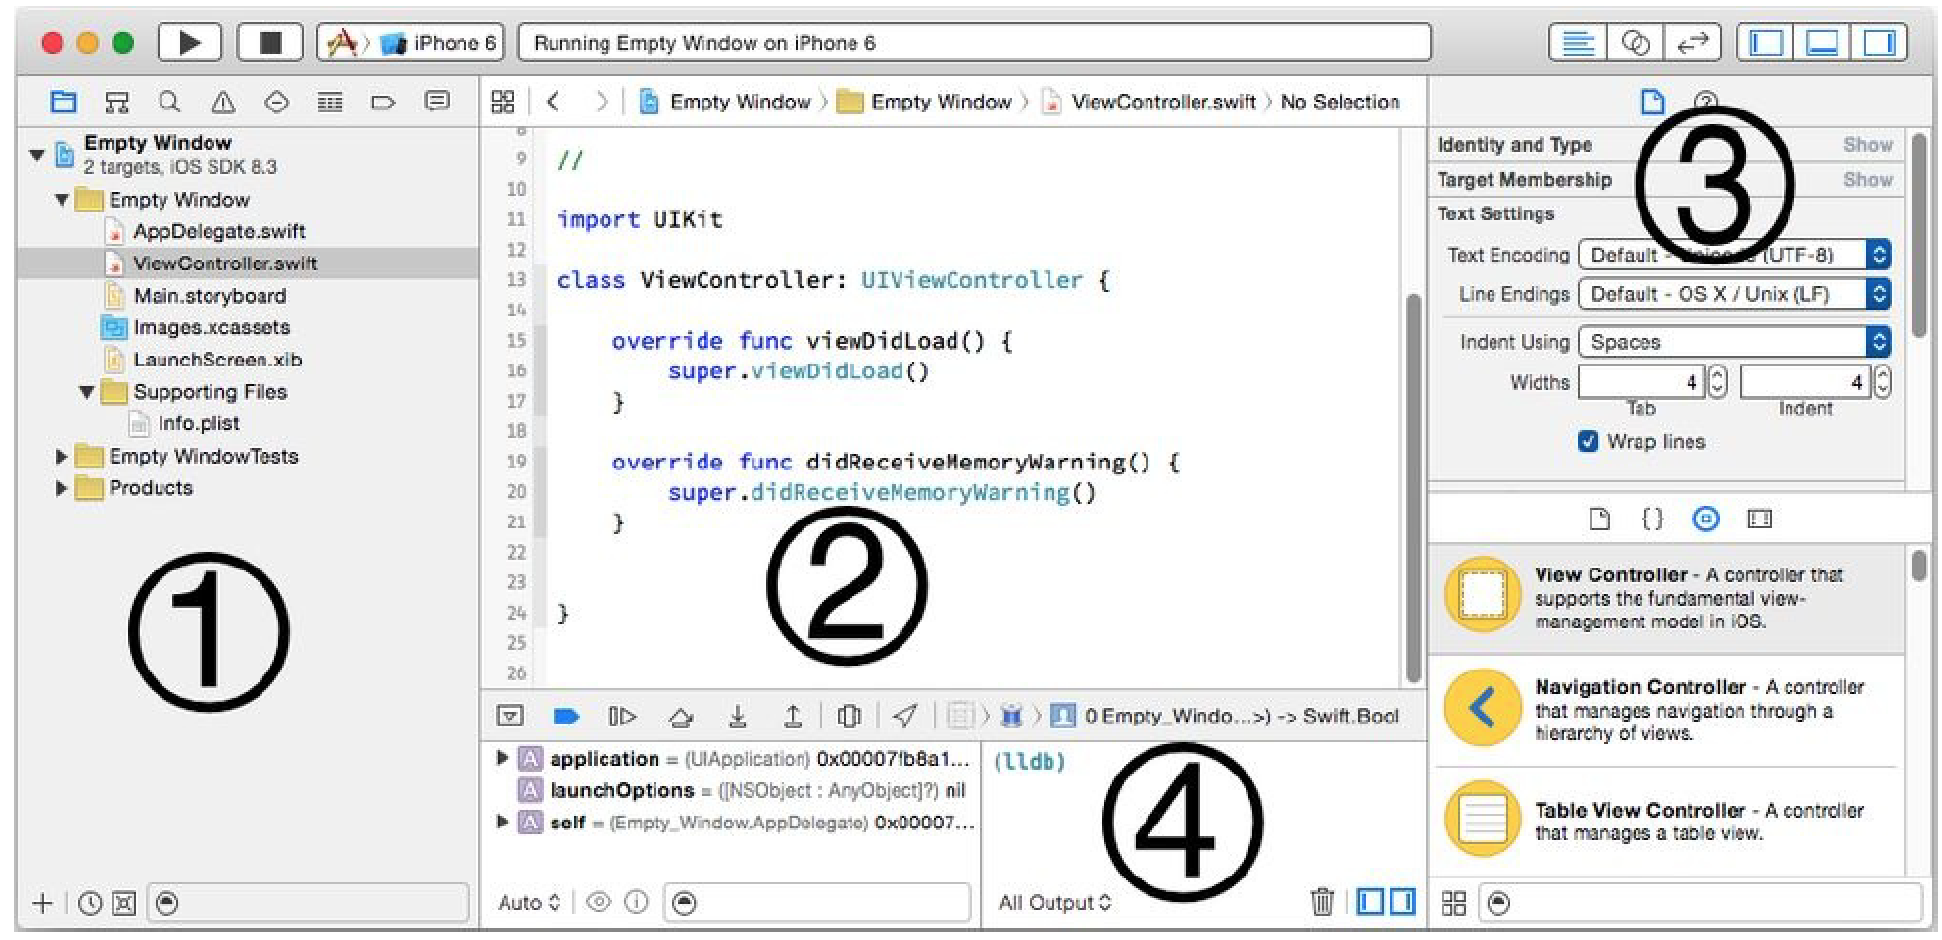 iPhone 6
Running Empty Window on iPhone 6
Empty Window
2 targets, iOS SDK 8.3
Empty Window
AppDelegate.swift
ViewController.swift
Main.storyboard
Images.xcassets
LaunchScreen.xib
Supporting Files
Info.plist
Empty WindowTests
Products
1
Empty Window
Empty Window
ViewController.swift
No Selection
8
9 //
10
11 import UIKit
12
13 class ViewController: UIViewController {
14
15 override func viewDidLoad() {
16 super.viewDidLoad()
17 }
18
19 override func didReceiveMemoryWarning() {
20 super.didReceiveMemoryWarning()
21 }
22
23
24 }
25
26
2
0 Empty_Windo...>) -> Swift.Bool
A application = (UIApplication) 0x00007fb8a1...
A launchOptions = ([NSObject : AnyObject]?) nil
A self = (Empty_Window.AppDelegate) 0x00007...
Auto
(lldb)
4
All Output
3
Identity and Type Show
Target Membership Show
Text Settings
Text Encoding Default - Unicode (UTF-8)
Line Endings Default - OS X / Unix (LF)
Indent Using Spaces
Widths 4 4
Tab Indent
Wrap lines
{}
View Controller - A controller that
supports the fundamental view-
management model in iOS.
Navigation Controller - A controller
that manages navigation through a
hierarchy of views.
Table View Controller - A controller
that manages a table view.